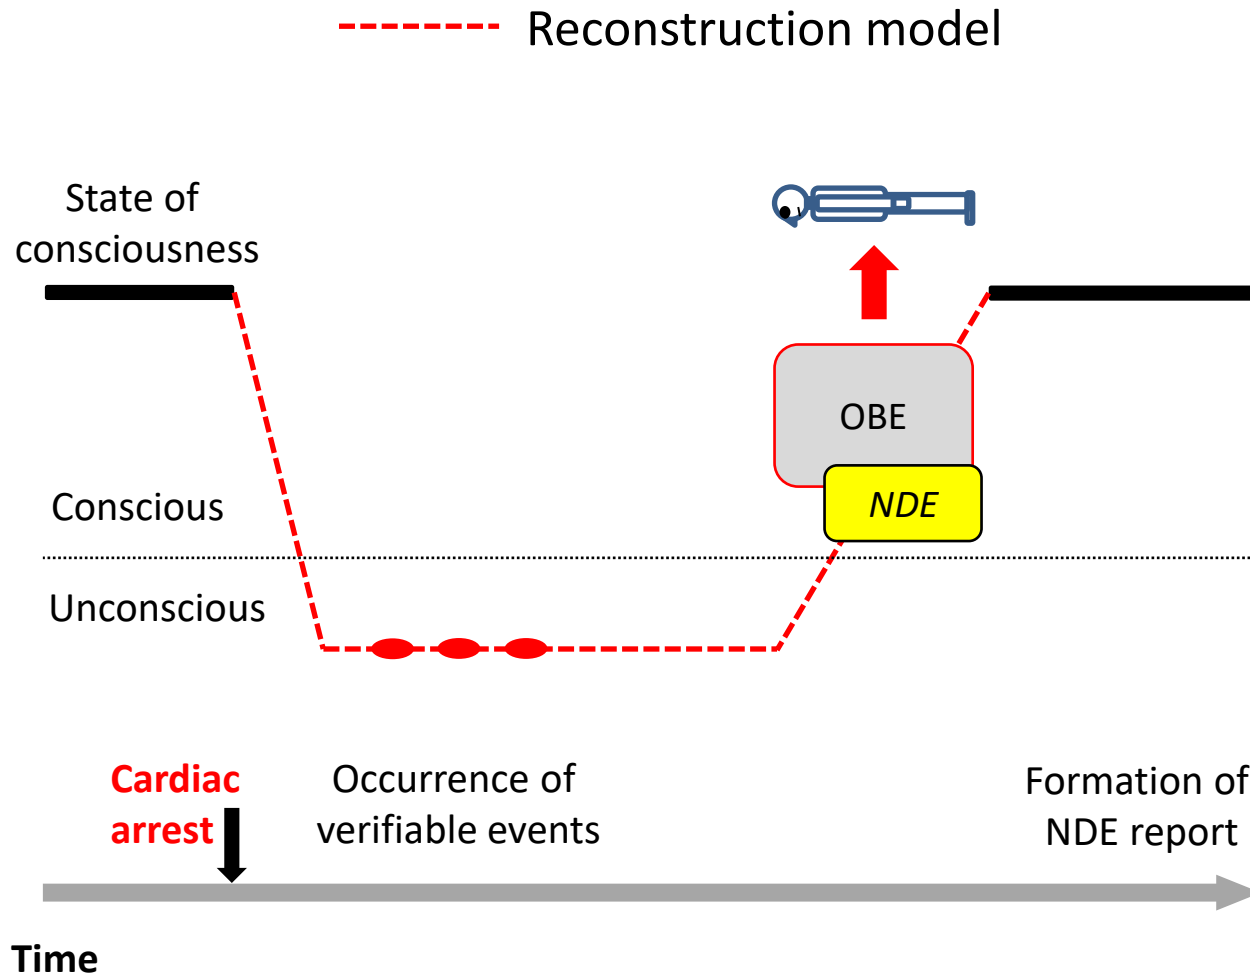 Reconstruction model
State of
consciousness
OBE
NDE
Conscious
Unconscious
Cardiac
arrest
Occurrence of
verifiable events
Formation of
NDE report
Time